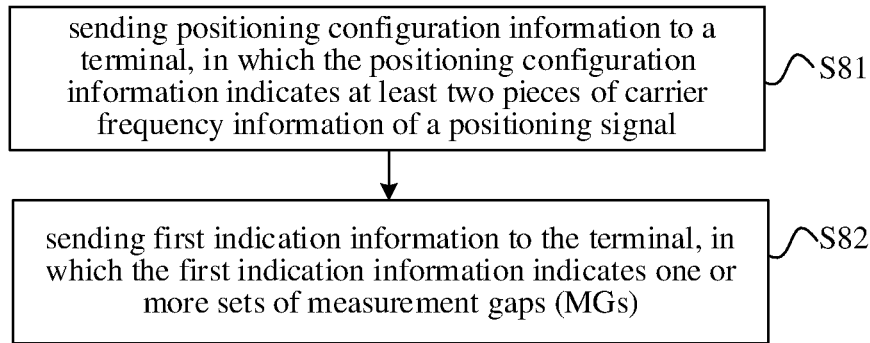 sending positioning configuration information to a
terminal, in which the positioning configuration
information indicates at least two pieces of carrier
frequency information of a positioning signal
S81
sending first indication information to the terminal, in
which the first indication information indicates one or
more sets of measurement gaps (MGs)
S82